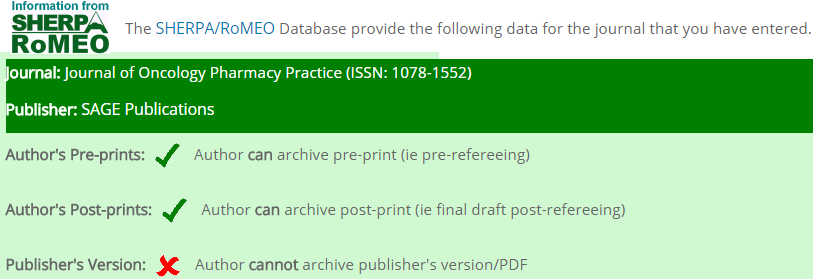 Information from
SHERPA
RoMEO
The SHERPA/RoMEO Database provide the following data for the journal that you have entered.
Journal: Journal of Oncology Pharmacy Practice (ISSN: 1078-1552)
Publisher: SAGE Publications
Author's Pre-prints: Author can archive pre-print (ie pre-refereeing)
Author's Post-prints: Author can archive post-print (ie final draft post-refereeing)
Publisher's Version: Author cannot archive publisher's version/PDF